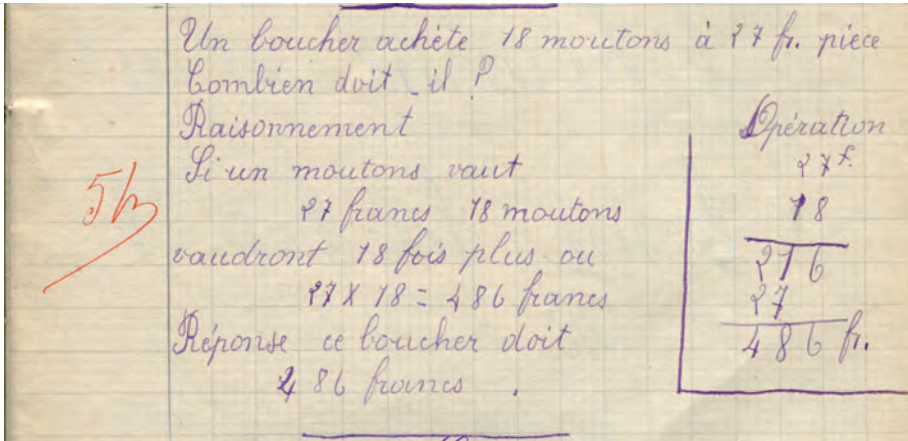 Un boucher achète 18 moutons à 27 fr. pièce
Combien doit-il ?
Raisonnement
Si un moutons vaut
27 francs 18 moutons
vaudront 18 fois plus ou
27 X 18 = 486 francs
Réponse ce boucher doit
486 francs.
Opération
27 f.
18
216
27
486 fr.